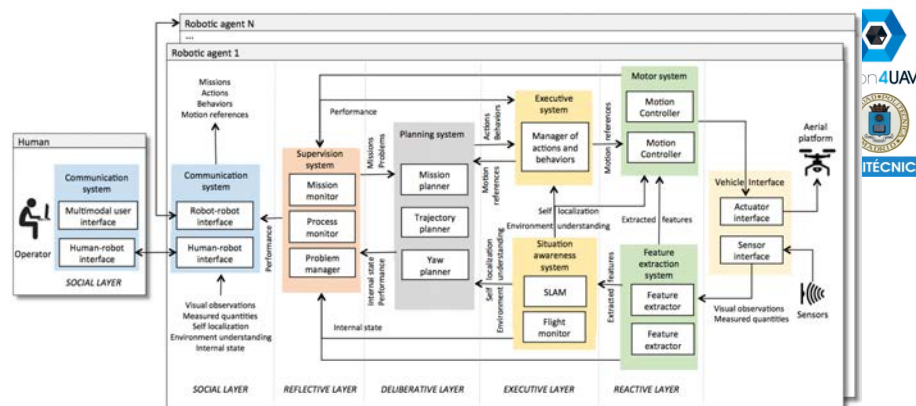 Robotic agent N
...
Robotic agent 1
Human
Communication
system
Multimodal user
interface
Human-robot
interface
Operator
SOCIAL LAYER
Missions
Actions
Behaviors
Motion references
Communication
system
Robot-robot
interface
Human-robot
interface
Visual observations
Measured quantities
Self localization
Environment understanding
Internal state
SOCIAL LAYER
Performance
Performance
Supervision
system
Mission
monitor
Process
monitor
Problem
manager
Internal state
REFLECTIVE LAYER
Missions
Problems
Internal state
Performance
Planning system
Mission
planner
Trajectory
planner
Yaw
planner
DELIBERATIVE LAYER
Actions
Behaviors
Motion
references
Self
localization
Environment
understanding
Executive
system
Manager of
actions and
behaviors
Self localization
Environment understanding
Situation
awareness
system
SLAM
Flight
monitor
EXECUTIVE LAYER
Motion references
Extracted features
Extracted features
Motor system
Motion
Controller
Motion
Controller
Feature
extraction
system
Feature
extractor
Feature
extractor
REACTIVE LAYER
Vehicle Interface
Actuator
interface
Sensor
interface
Visual observations
Measured quantities
Aerial
platform
Sensors
on4UAV
ITÉCNIC